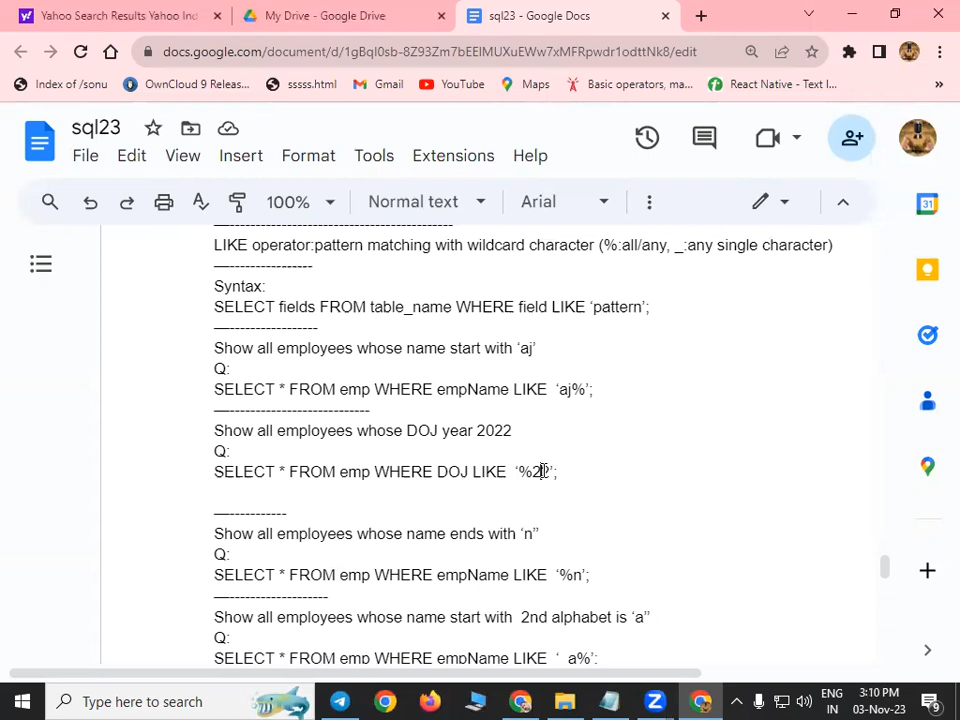 Yahoo Search Results Yahoo Ind
My Drive - Google Drive
sql23 - Google Docs
docs.google.com/document/d/1gBql0sb-8Z93Zm7bEElMUXuEWw7xMFRpwdr1odttNk8/edit
Index of /sonu
OwnCloud 9 Releas...
sssss.html
Gmail
YouTube
Maps
Basic operators, ma...
React Native - Text I...
»
sql23
File Edit View Insert Format Tools Extensions Help
100% Normal text Arial
—--------------------------------------------
LIKE operator:pattern matching with wildcard character (%:all/any, _:any single character)
—-----------------
Syntax:
SELECT fields FROM table_name WHERE field LIKE ‘pattern’;
—------------------
Show all employees whose name start with ‘aj’
Q:
SELECT * FROM emp WHERE empName LIKE ‘aj%’;
—---------------------------
Show all employees whose DOJ year 2022
Q:
SELECT * FROM emp WHERE DOJ LIKE ‘%22’;
—------------
Show all employees whose name ends with ‘n”
Q:
SELECT * FROM emp WHERE empName LIKE ‘%n’;
—--------------------
Show all employees whose name start with 2nd alphabet is ‘a”
Q:
SELECT * FROM emp WHERE empName LIKE ‘_a%’;
31
Type here to search
ENG
IN
3:10 PM
03-Nov-23
9